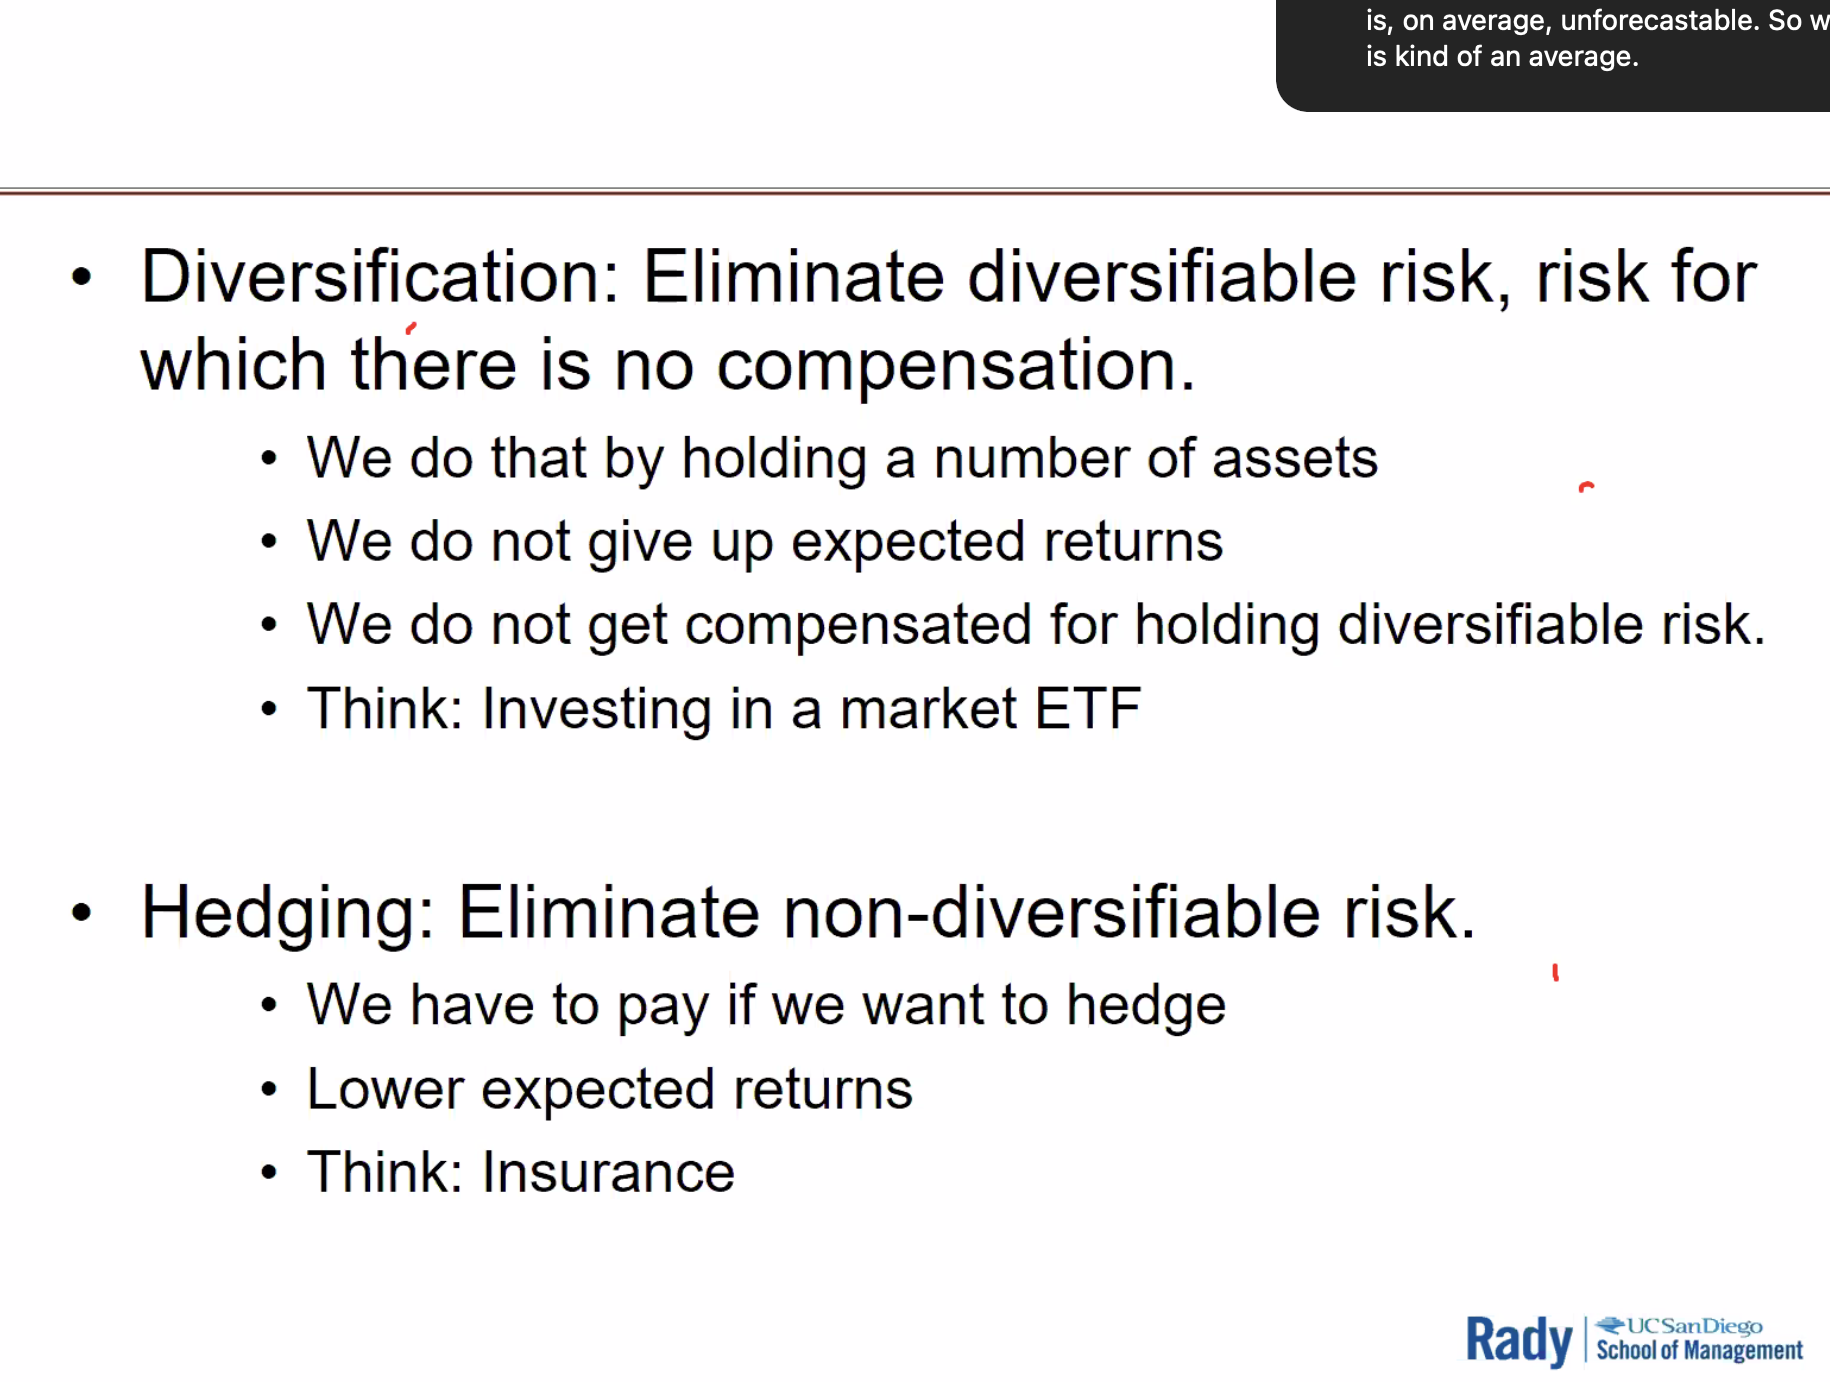 is, on average, unforecastable. So
is kind of an average.
• Diversification: Eliminate diversifiable risk, risk for
which there is no compensation.
• We do that by holding a number of assets
• We do not give up expected returns
• We do not get compensated for holding diversifiable risk.
• Think: Investing in a market ETF
• Hedging: Eliminate non-diversifiable risk.
• We have to pay if we want to hedge
• Lower expected returns
• Think: Insurance
Rady
UC San Diego
School of Management